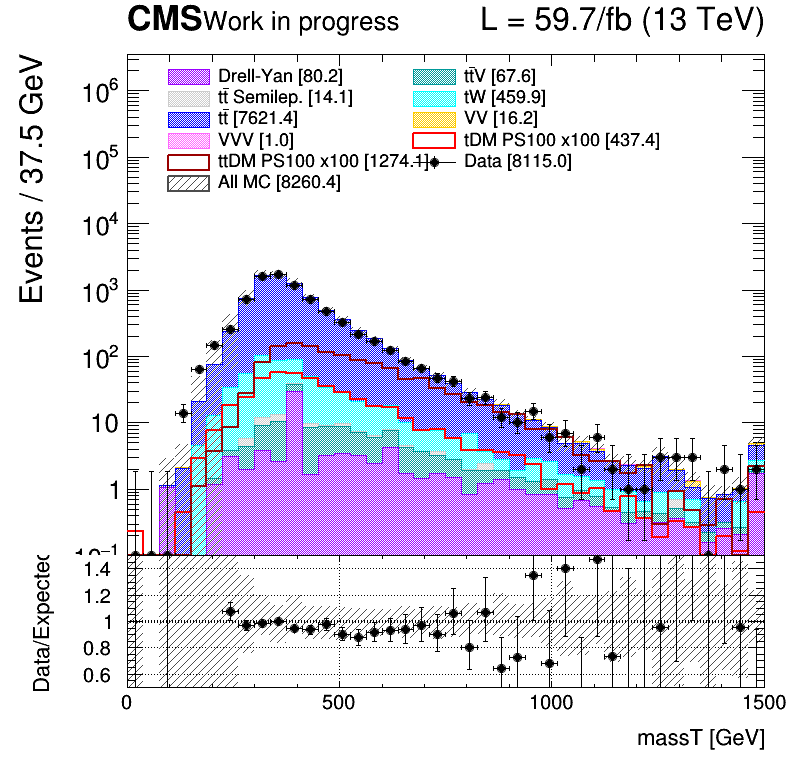 CMS Work in progress L = 59.7/fb (13 TeV)
Events / 37.5 GeV
Drell-Yan [80.2] tt̄V [67.6]
tt̄ Semilep. [14.1] tW [459.9]
tt̄ [7621.4] VV [16.2]
VVV [1.0] tDM PS100 x100 [437.4]
ttDM PS100 x100 [1274.1] Data [8115.0]
All MC [8260.4]
10⁶
10⁵
10⁴
10³
10²
10
1
10⁻¹
Data/Expected
1.4
1.2
1
0.8
0.6
0 500 1000 1500
massT [GeV]